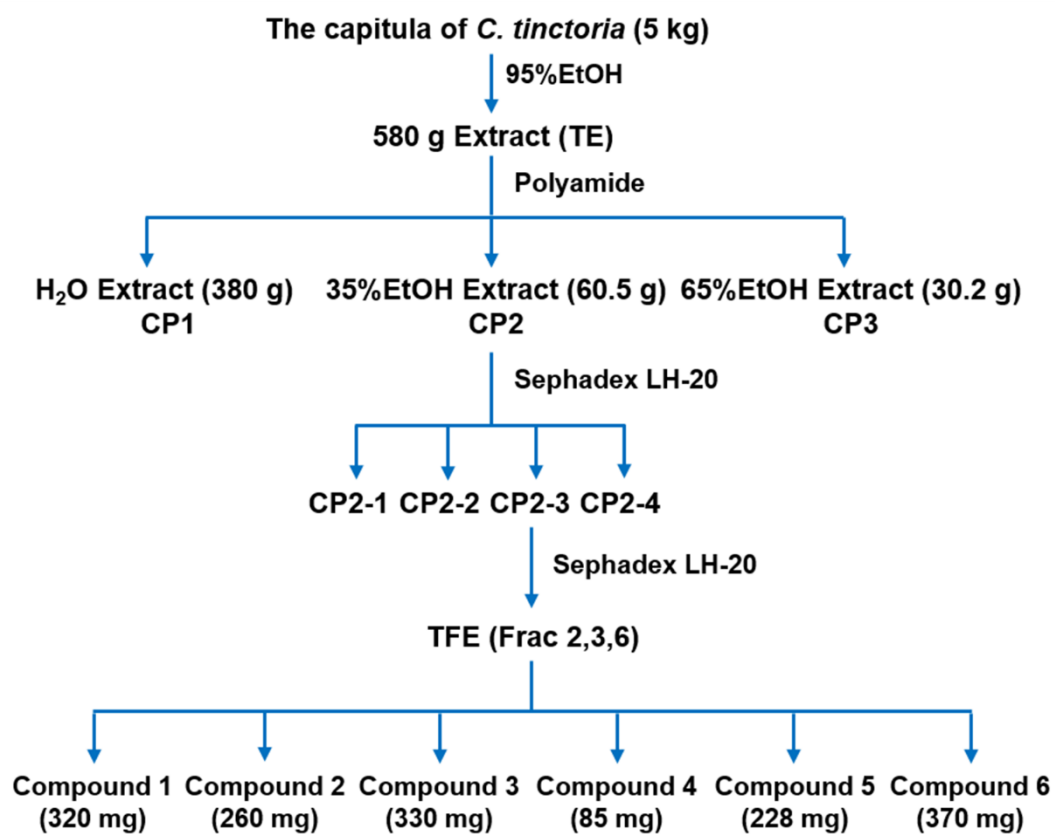 The capitula of C. tinctoria (5 kg)
95%EtOH
580 g Extract (TE)
Polyamide
H₂O Extract (380 g) 35%EtOH Extract (60.5 g) 65%EtOH Extract (30.2 g)
CP1 CP2 CP3
Sephadex LH-20
CP2-1 CP2-2 CP2-3 CP2-4
Sephadex LH-20
TFE (Frac 2,3,6)
Compound 1 Compound 2 Compound 3 Compound 4 Compound 5 Compound 6
(320 mg) (260 mg) (330 mg) (85 mg) (228 mg) (370 mg)